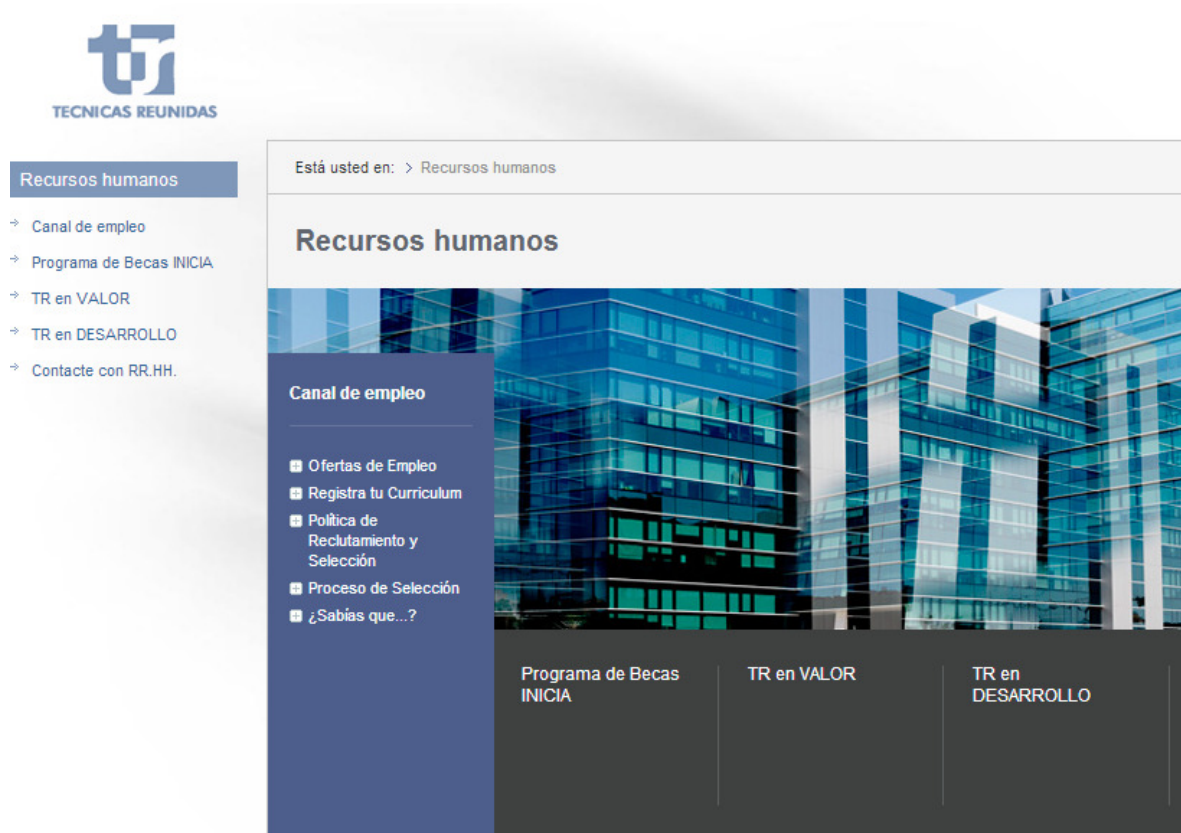 tr
TECNICAS REUNIDAS
Recursos humanos
Canal de empleo
Programa de Becas INICIA
TR en VALOR
TR en DESARROLLO
Contacte con RR.HH.
Está usted en: > Recursos humanos
Recursos humanos
Canal de empleo
Ofertas de Empleo
Registra tu Curriculum
Política de
Reclutamiento y
Selección
Proceso de Selección
¿Sabías que...?
Programa de Becas
INICIA
TR en VALOR
TR en
DESARROLLO